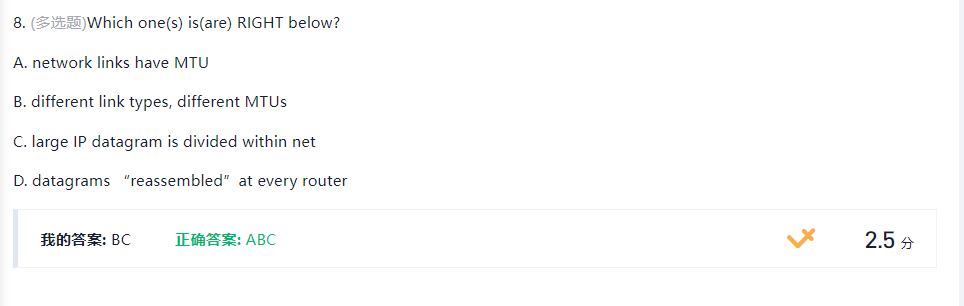 8. (多选题)Which one(s) is(are) RIGHT below?
A. network links have MTU
B. different link types, different MTUs
C. large IP datagram is divided within net
D. datagrams “reassembled”at every router
我的答案: BC 正确答案: ABC 2.5 分